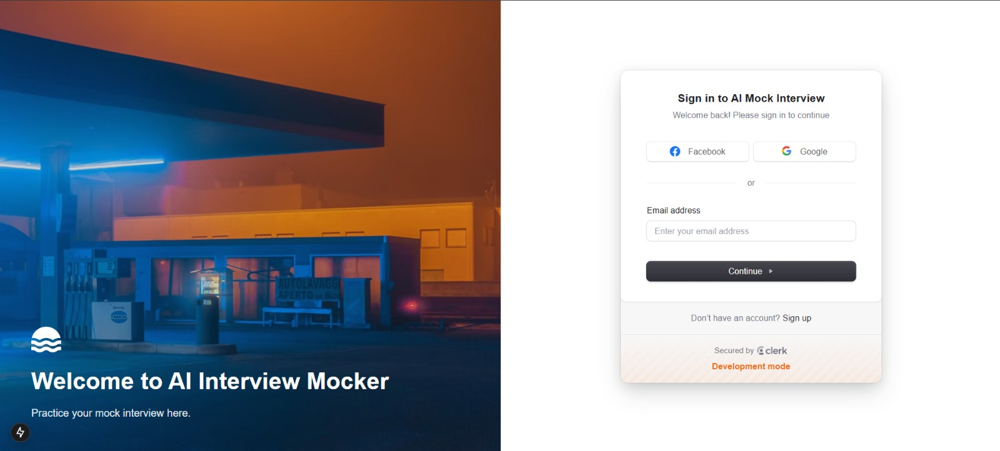 AUTOLAVAGGI
APERTO
TAMOIL
Welcome to AI Interview Mocker
Practice your mock interview here.
Sign in to AI Mock Interview
Welcome back! Please sign in to continue
Facebook
Google
or
Email address
Enter your email address
Continue
Don't have an account? Sign up
Secured by clerk
Development mode